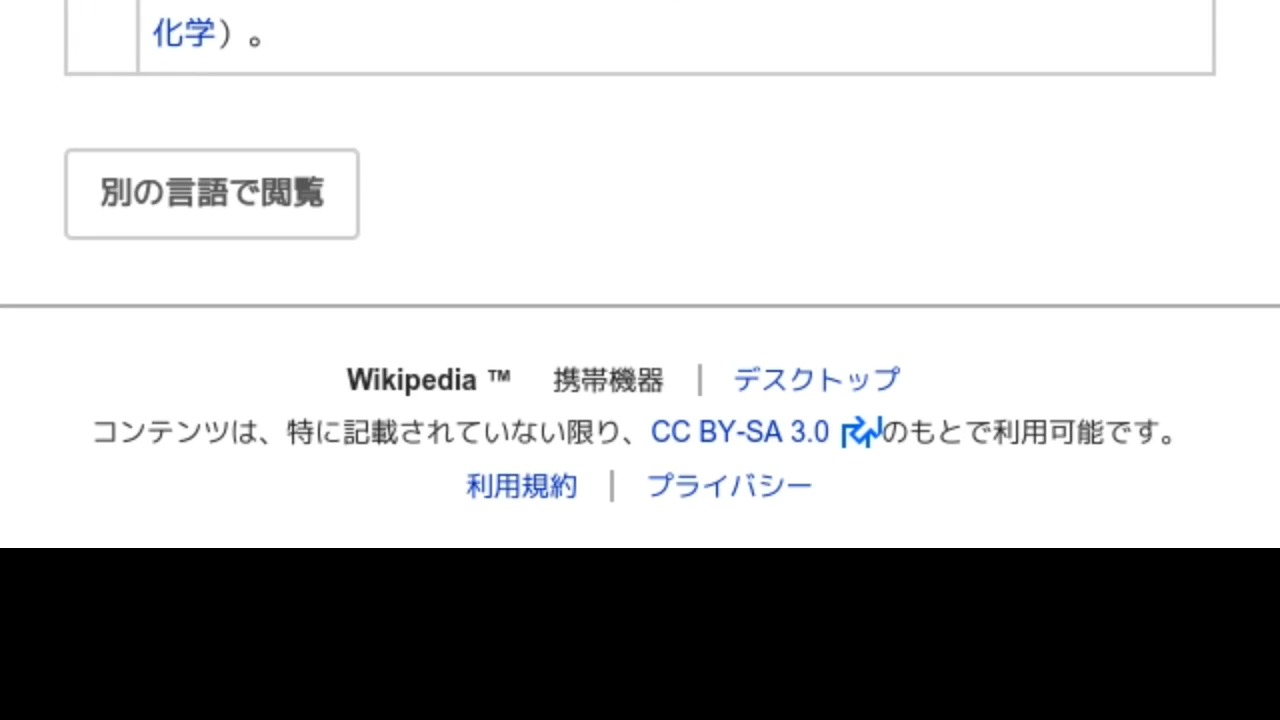 化学）。
別の言語で閲覧
Wikipedia ™ 携帯機器 | デスクトップ
コンテンツは、特に記載されていない限り、CC BY-SA 3.0 のもとで利用可能です。
利用規約 | プライバシー